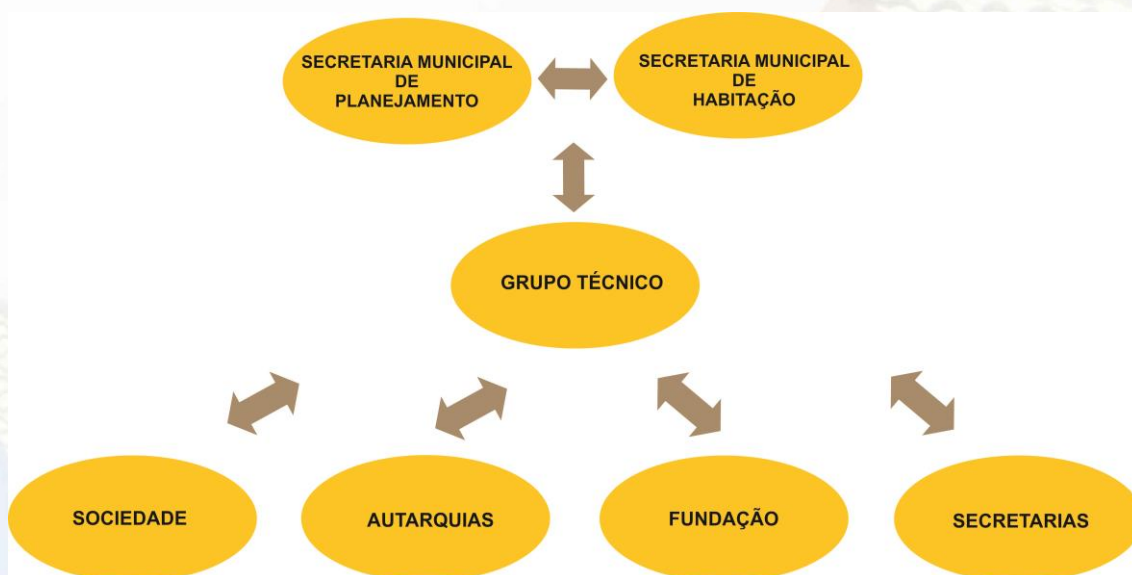 SECRETARIA MUNICIPAL
DE
PLANEJAMENTO
SECRETARIA MUNICIPAL
DE
HABITAÇÃO
GRUPO TÉCNICO
SOCIEDADE
AUTARQUIAS
FUNDAÇÃO
SECRETARIAS